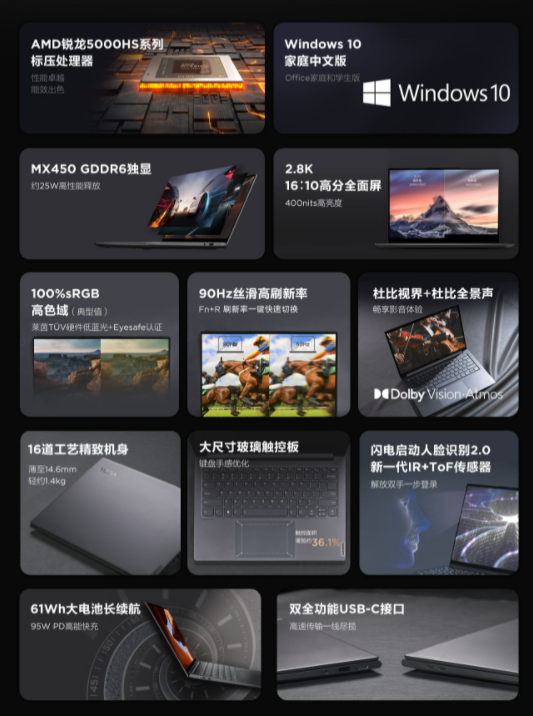 AMD锐龙5000HS系列
标压处理器
性能卓越
能效出色
Windows 10
家庭中文版
Office家庭和学生版
Windows 10
MX450 GDDR6独显
约25W高性能释放
2.8K
16:10高分全面屏
400nits高亮度
100%sRGB
高色域（典型值）
莱茵TÜV硬件低蓝光+Eyesafe认证
90Hz丝滑高刷新率
Fn+R 刷新率一键快速切换
杜比视界+杜比全景声
畅享影音体验
Dolby Vision·Atmos
16道工艺精致机身
薄至14.6mm
轻约1.4kg
大尺寸玻璃触控板
键盘手感优化
触控面积
增加约36.1%
闪电启动人脸识别2.0
新一代IR+ToF传感器
解放双手一步登录
61Wh大电池长续航
95W PD高能快充
双全功能USB-C接口
高速传输一线尽揽